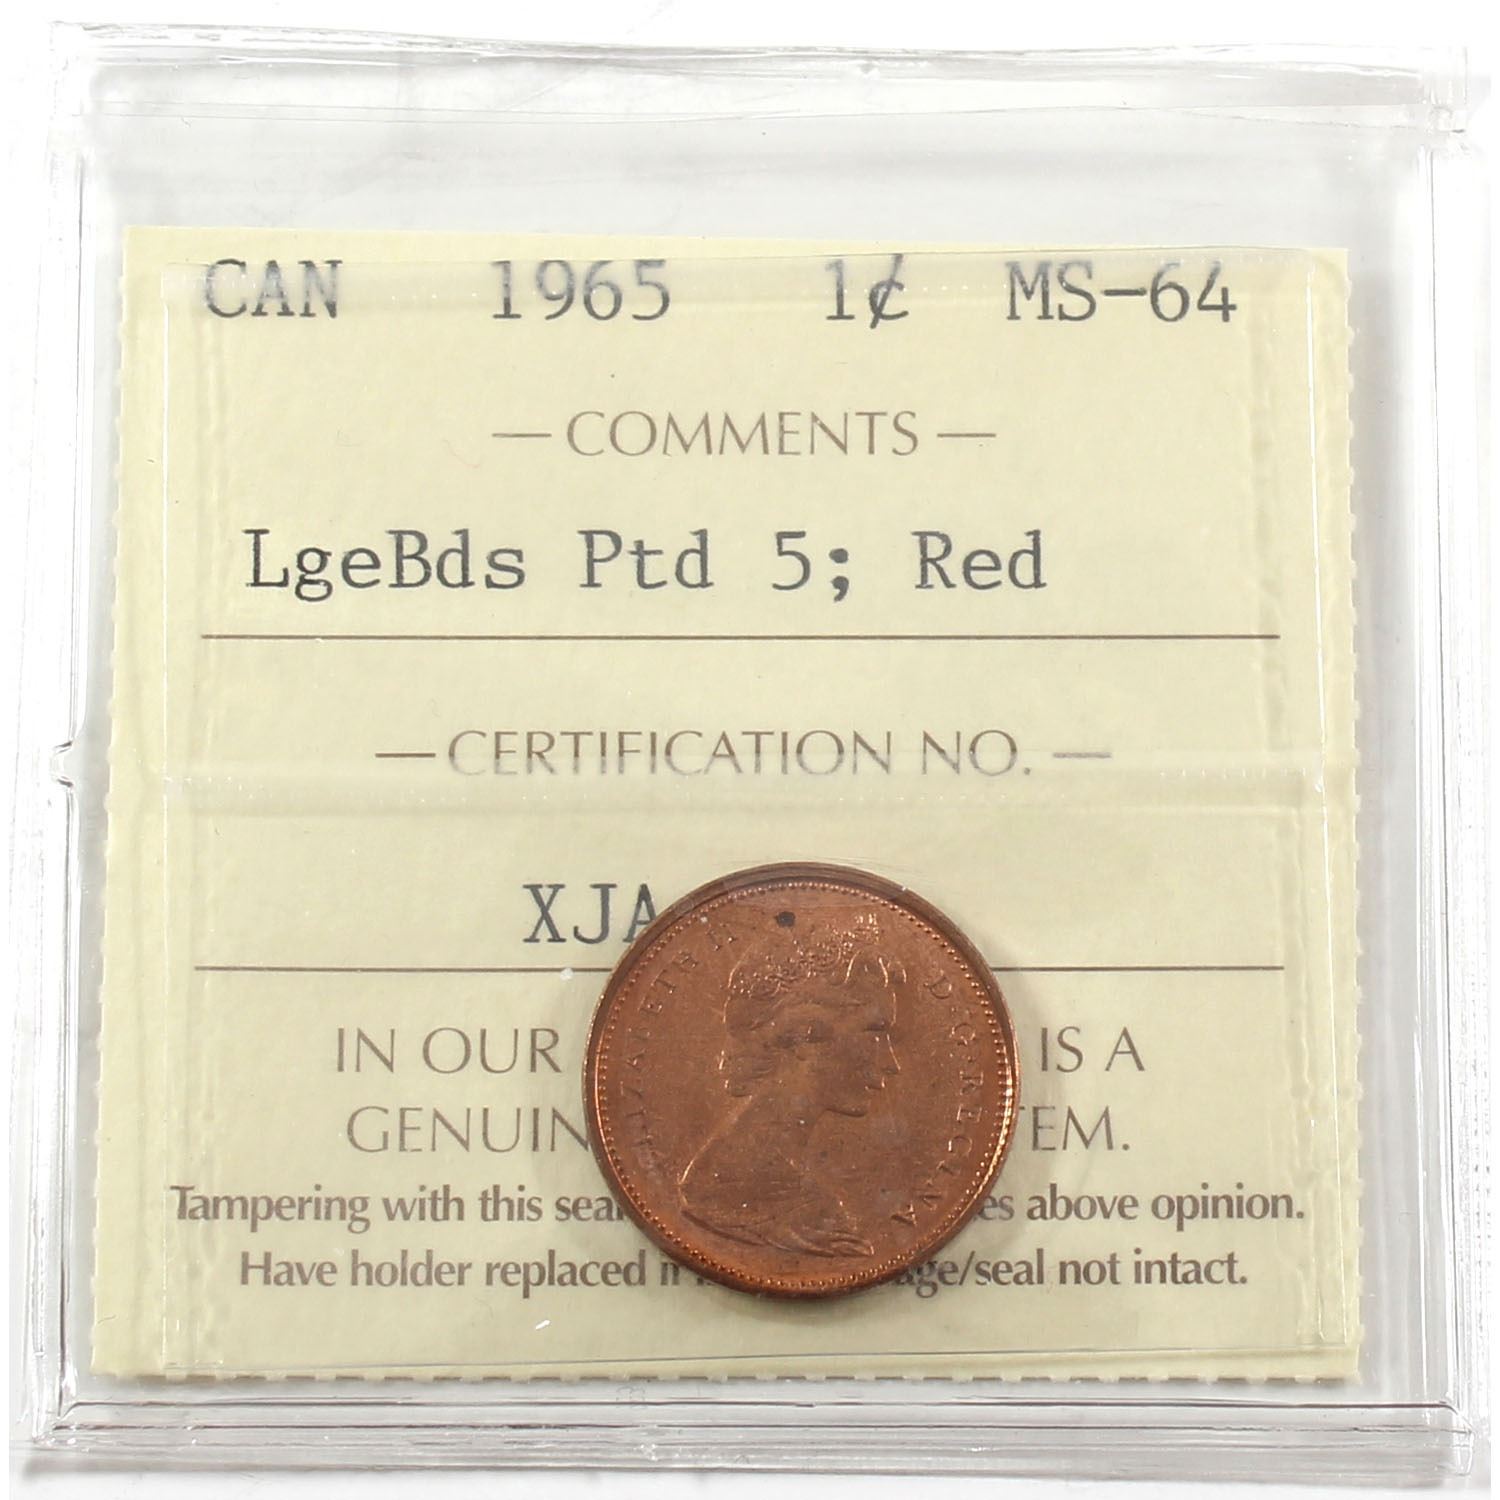 CAN 1965 1¢ MS-64
— COMMENTS —
LgeBds Ptd 5; Red
— CERTIFICATION NO. —
XJA
ELIZABETH II D·G·REGINA
IN OUR IS A
GENUIN TEM.
Tampering with this seal es above opinion.
Have holder replaced age/seal not intact.